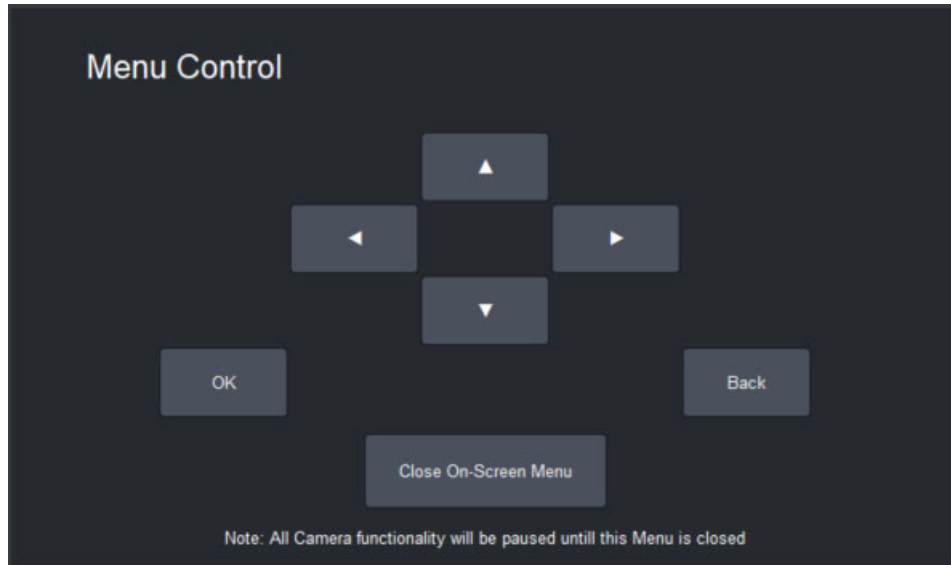 Menu Control
▲
◄ ►
▼
OK Back
Close On-Screen Menu
Note: All Camera functionality will be paused untill this Menu is closed